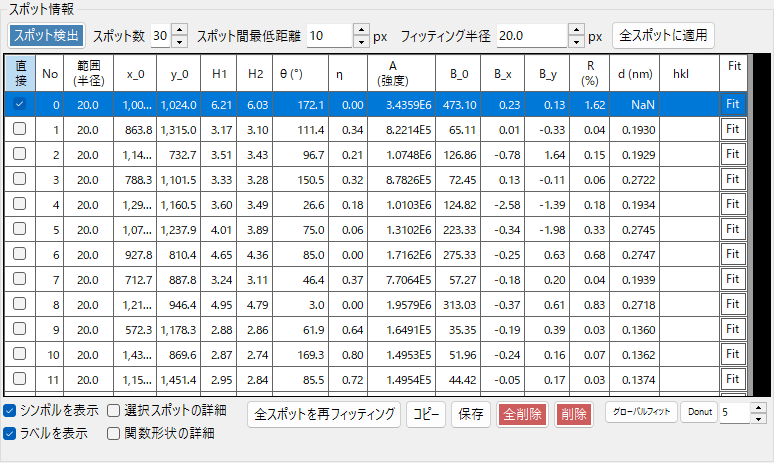 スポット情報
スポット検出 スポット数 30 スポット間最低距離 10 px フィッティング半径 20.0 px 全スポットに適用
直接 No 範囲(半径) x_0 y_0 H1 H2 θ (°) η A(強度) B_0 B_x B_y R(%) d (nm) hkl Fit
0 20.0 1,00... 1,024.0 6.21 6.03 172.1 0.00 3.4359E6 473.10 0.23 0.13 1.62 NaN Fit
1 20.0 863.8 1,315.0 3.17 3.10 111.4 0.34 8.2214E5 65.11 0.01 -0.33 0.04 0.1930 Fit
2 20.0 1,14... 732.7 3.51 3.43 96.7 0.21 1.0748E6 126.86 -0.78 1.64 0.15 0.1929 Fit
3 20.0 788.3 1,101.5 3.33 3.28 150.5 0.32 8.7826E5 72.45 0.13 -0.11 0.06 0.2722 Fit
4 20.0 1,29... 1,160.5 3.60 3.49 26.6 0.18 1.0103E6 124.82 -2.58 -1.39 0.18 0.1934 Fit
5 20.0 1,07... 1,237.9 4.01 3.89 75.0 0.06 1.3102E6 223.33 -0.34 -1.98 0.33 0.2745 Fit
6 20.0 927.8 810.4 4.65 4.36 85.0 0.00 1.7162E6 275.33 -0.25 0.63 0.68 0.2747 Fit
7 20.0 712.7 887.8 3.24 3.11 46.4 0.37 7.7064E5 57.27 -0.18 0.20 0.04 0.1939 Fit
8 20.0 1,21... 946.4 4.95 4.79 3.0 0.00 1.9579E6 313.03 -0.37 0.61 0.83 0.2718 Fit
9 20.0 572.3 1,178.3 2.88 2.86 61.9 0.64 1.6491E5 35.35 -0.19 0.39 0.03 0.1360 Fit
10 20.0 1,43... 869.6 2.87 2.74 169.3 0.80 1.4953E5 51.96 -0.24 0.16 0.07 0.1362 Fit
11 20.0 1,15... 1,451.4 2.95 2.84 85.5 0.72 1.4954E5 44.42 -0.05 0.17 0.03 0.1374 Fit
シンボルを表示 選択スポットの詳細 全スポットを再フィッティング コピー 保存 全削除 削除 グローバルフィット Donut 5
ラベルを表示 関数形状の詳細